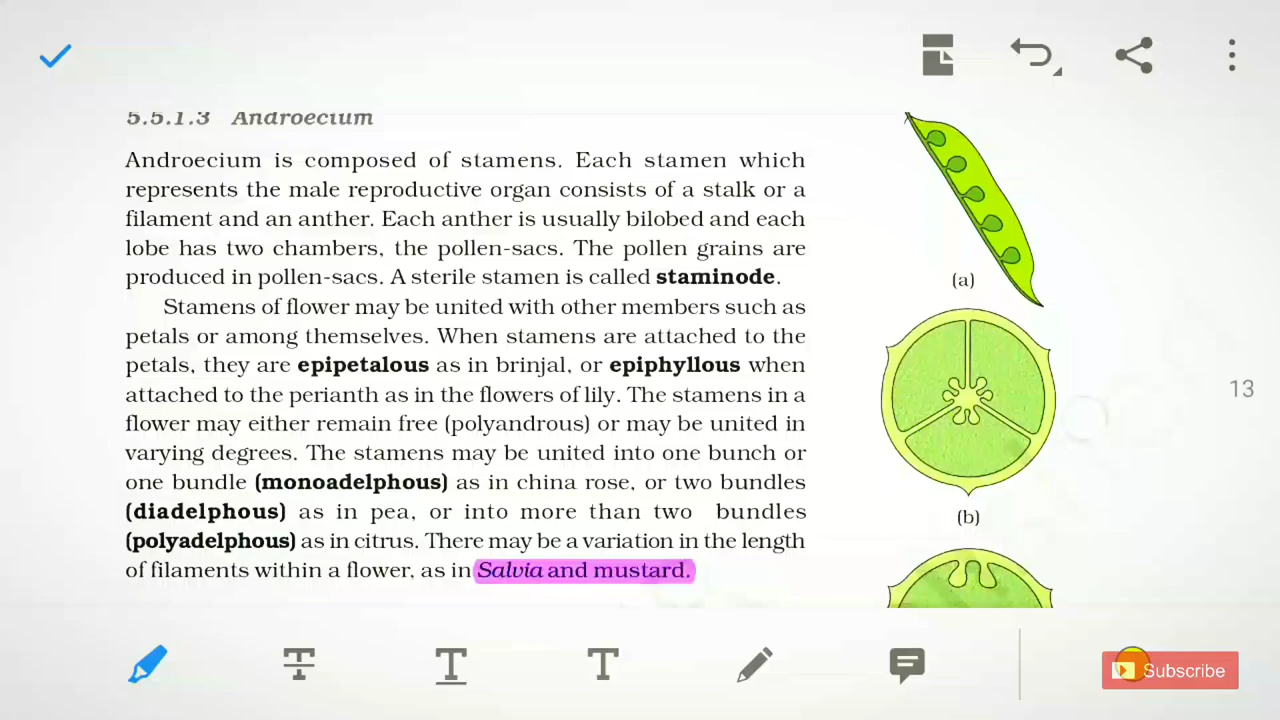 5.5.1.3 Androecium
Androecium is composed of stamens. Each stamen which
represents the male reproductive organ consists of a stalk or a
filament and an anther. Each anther is usually bilobed and each
lobe has two chambers, the pollen-sacs. The pollen grains are
produced in pollen-sacs. A sterile stamen is called staminode.
Stamens of flower may be united with other members such as
petals or among themselves. When stamens are attached to the
petals, they are epipetalous as in brinjal, or epiphyllous when
attached to the perianth as in the flowers of lily. The stamens in a
flower may either remain free (polyandrous) or may be united in
varying degrees. The stamens may be united into one bunch or
one bundle (monoadelphous) as in china rose, or two bundles
(diadelphous) as in pea, or into more than two bundles
(polyadelphous) as in citrus. There may be a variation in the length
of filaments within a flower, as in Salvia and mustard.
(a)
(b)
13
T
T
T
Subscribe